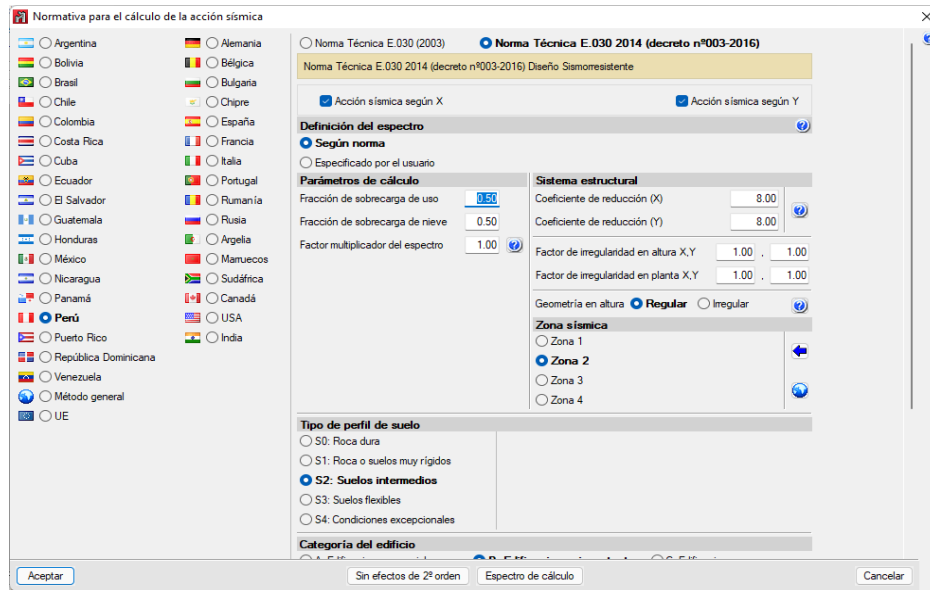 Normativa para el cálculo de la acción sísmica
Argentina
Bolivia
Brasil
Chile
Colombia
Costa Rica
Cuba
Ecuador
El Salvador
Guatemala
Honduras
México
Nicaragua
Panamá
Perú
Puerto Rico
República Dominicana
Venezuela
Método general
UE
Alemania
Bélgica
Bulgaria
Chipre
España
Francia
Italia
Portugal
Rumanía
Rusia
Argelia
Marruecos
Sudáfrica
Canadá
USA
India
Norma Técnica E.030 (2003) Norma Técnica E.030 2014 (decreto nº003-2016)
Norma Técnica E.030 2014 (decreto nº003-2016) Diseño Sismorresistente
Acción sísmica según X Acción sísmica según Y
Definición del espectro
Según norma
Especificado por el usuario
Parámetros de cálculo
Fracción de sobrecarga de uso 0.50
Fracción de sobrecarga de nieve 0.50
Factor multiplicador del espectro 1.00
Sistema estructural
Coeficiente de reducción (X) 8.00
Coeficiente de reducción (Y) 8.00
Factor de irregularidad en altura X,Y 1.00 , 1.00
Factor de irregularidad en planta X,Y 1.00 , 1.00
Geometría en altura Regular Irregular
Zona sísmica
Zona 1
Zona 2
Zona 3
Zona 4
Tipo de perfil de suelo
S0: Roca dura
S1: Roca o suelos muy rígidos
S2: Suelos intermedios
S3: Suelos flexibles
S4: Condiciones excepcionales
Categoría del edificio
Aceptar Sin efectos de 2º orden Espectro de cálculo Cancelar